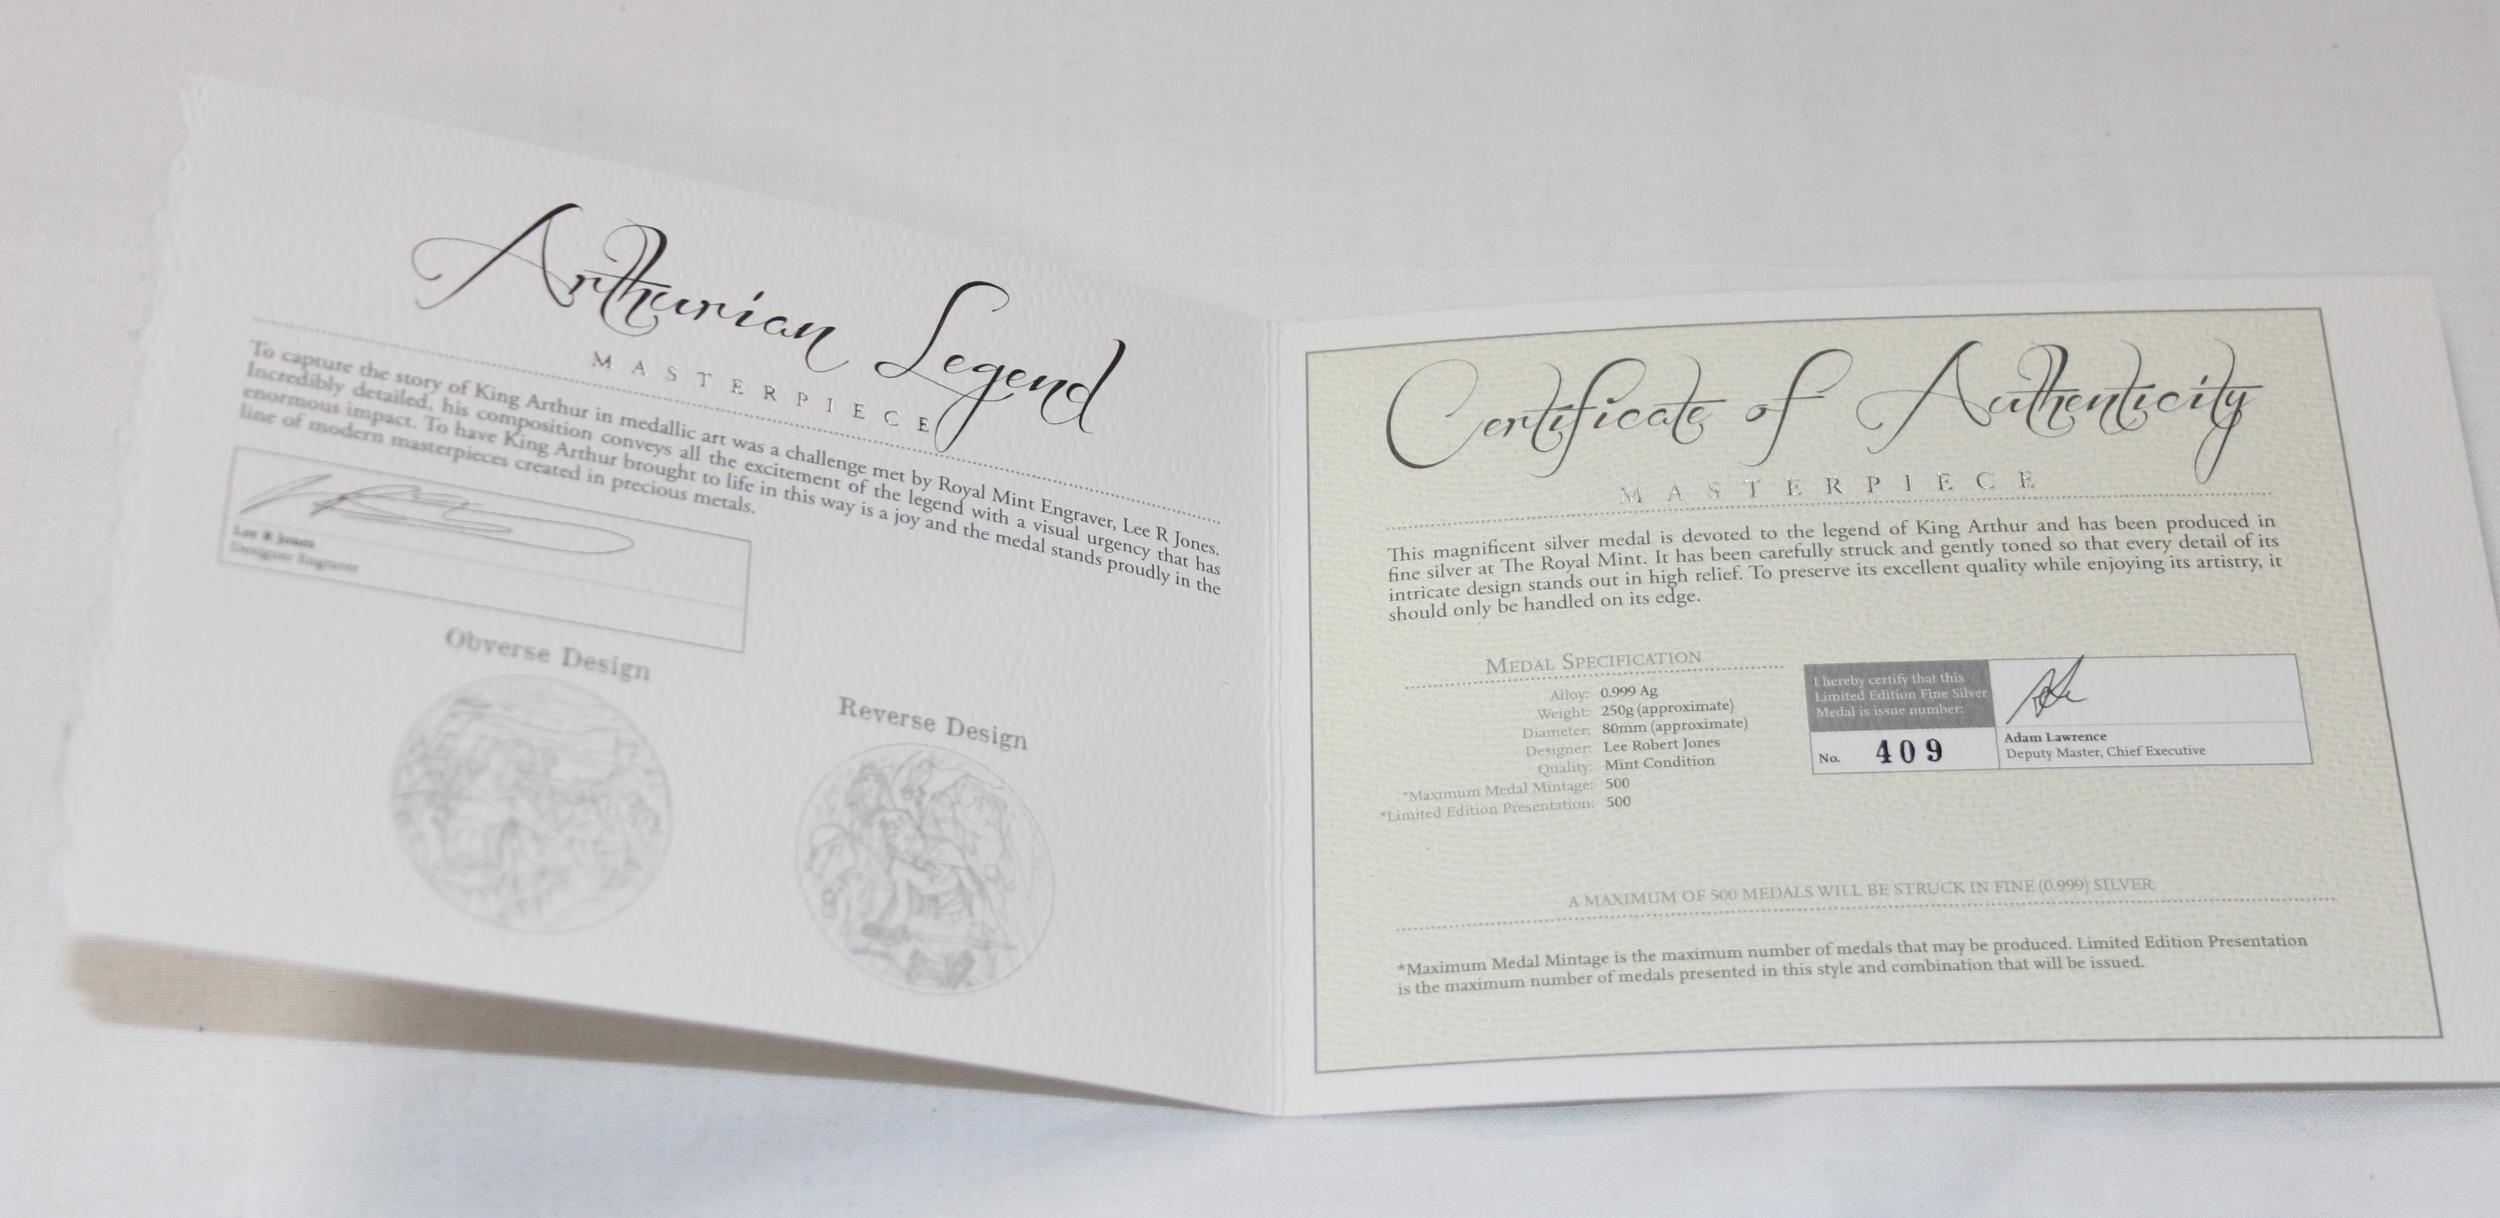 Arthurian Legend
MASTERPIECE
To capture the story of King Arthur in medallic art was a challenge met by Royal Mint Engraver, Lee R Jones.
Incredibly detailed, his composition conveys all the excitement of the legend with a visual urgency that has
enormous impact. To have King Arthur brought to life in this way is a joy and the medal stands proudly in the
line of modern masterpieces created in precious metals.
Lee R Jones
Designer Engraver
Obverse Design
Reverse Design
Certificate of Authenticity
MASTERPIECE
This magnificent silver medal is devoted to the legend of King Arthur and has been produced in
fine silver at The Royal Mint. It has been carefully struck and gently toned so that every detail of its
intricate design stands out in high relief. To preserve its excellent quality while enjoying its artistry, it
should only be handled on its edge.
MEDAL SPECIFICATION
Alloy: 0.999 Ag
Weight: 250g (approximate)
Diameter: 80mm (approximate)
Designer: Lee Robert Jones
Quality: Mint Condition
*Maximum Medal Mintage: 500
*Limited Edition Presentation: 500
I hereby certify that this
Limited Edition Fine Silver
Medal is issue number:
No. 409
Adam Lawrence
Deputy Master, Chief Executive
A MAXIMUM OF 500 MEDALS WILL BE STRUCK IN FINE (0.999) SILVER.
*Maximum Medal Mintage is the maximum number of medals that may be produced. Limited Edition Presentation
is the maximum number of medals presented in this style and combination that will be issued.